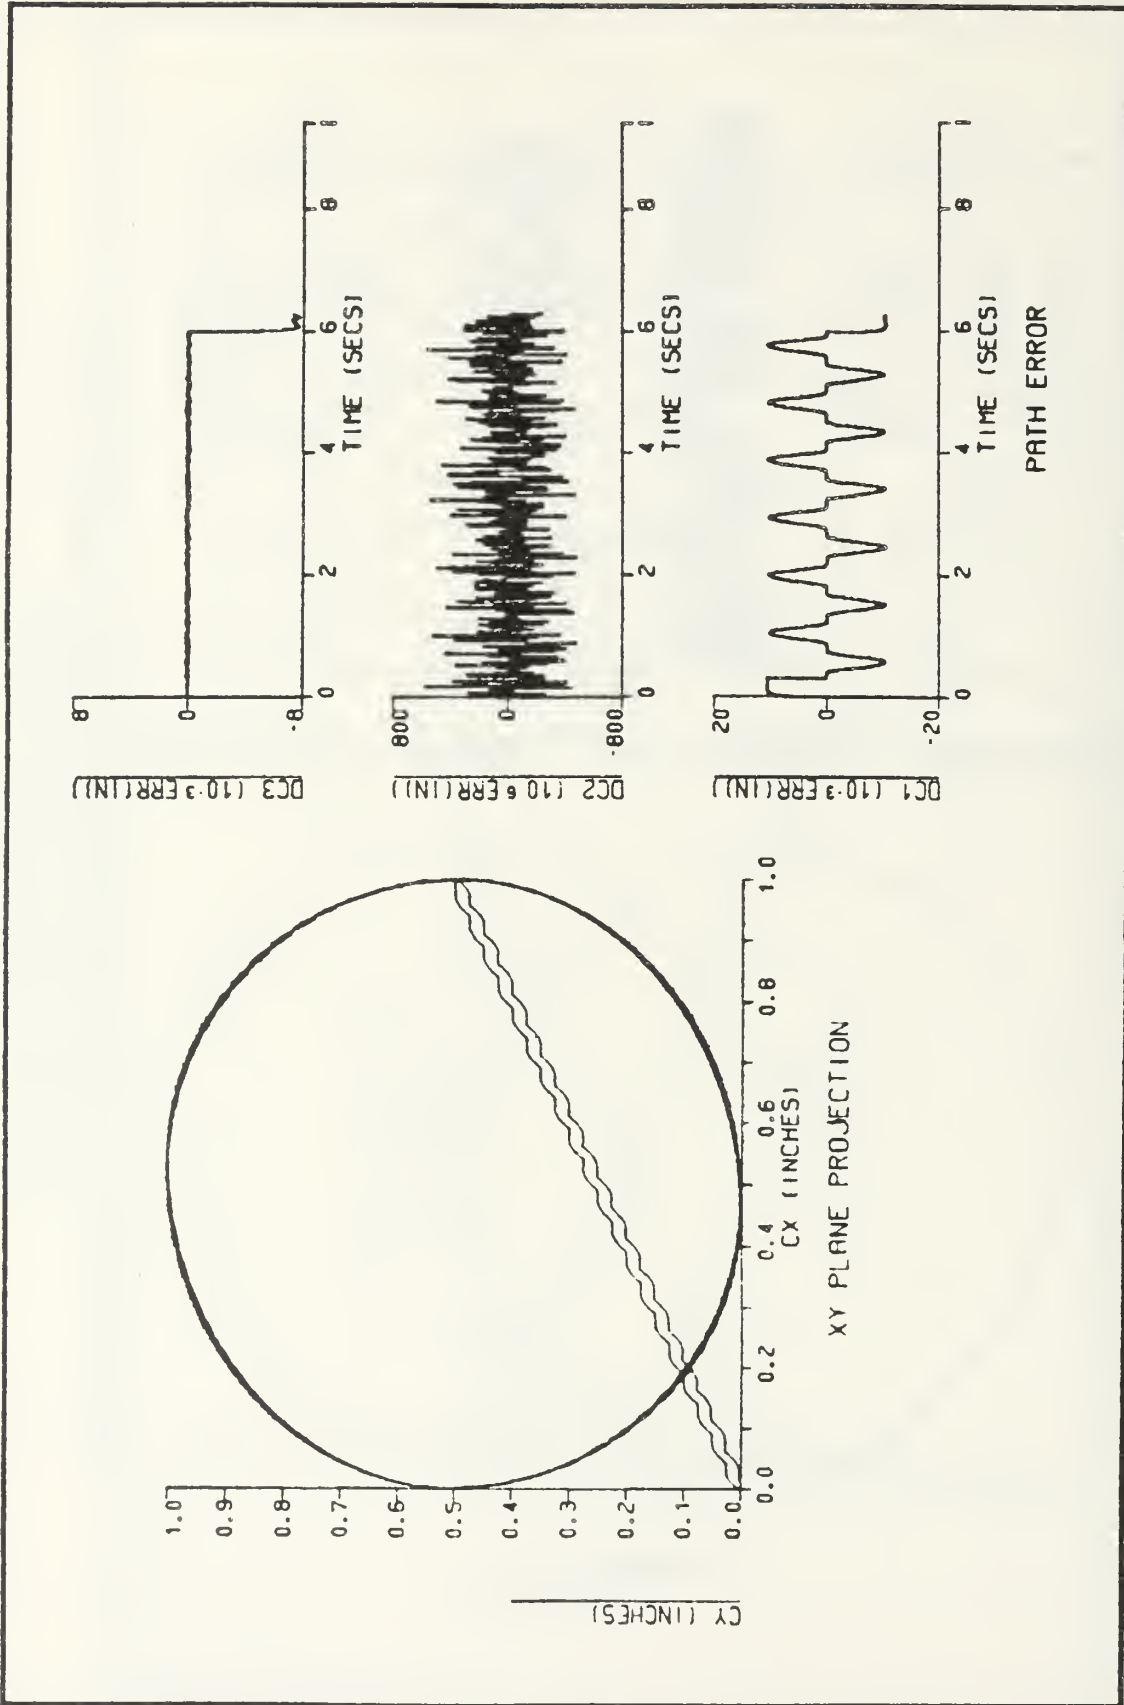 CY (INCHES)
1.0
0.9
0.8
0.7
0.6
0.5
0.4
0.3
0.2
0.1
0.0
0.0 0.2 0.4 0.6 0.8 1.0
CX (INCHES)
XY PLANE PROJECTION
DC3 (10-3 ERR(IN))
8
0
-8
0 2 4 6 8
TIME (SECS)
DC2 (10 6 ERR(IN))
800
0
-800
0 2 4 6 8
TIME (SECS)
DC1 (10-3 ERR(IN))
20
0
-20
0 2 4 6 8
TIME (SECS)
PATH ERROR